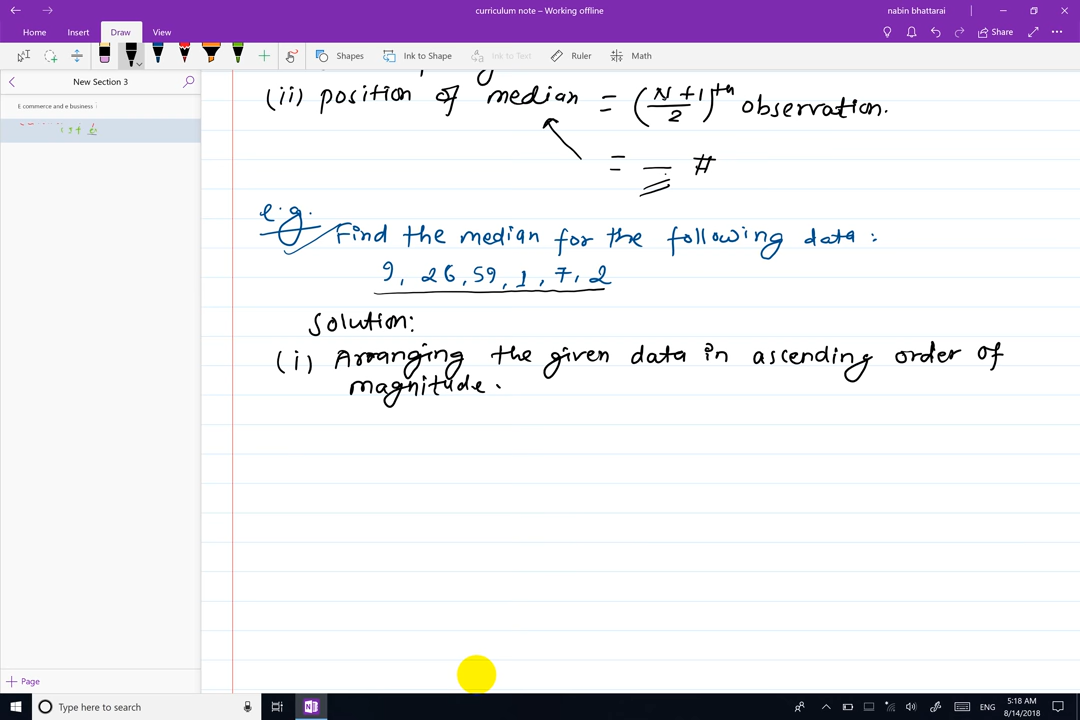 curriculum note – Working offline
nabin bhattarai
Home Insert Draw View
Share
Shapes Ink to Shape Ink to Text Ruler Math
New Section 3
E commerce and e business
(ii) position of median = (N+1/2)th observation.
= __ #
e.g.
Find the median for the following data:
9, 26, 59, 1, 7, 2
Solution:
(i) Arranging the given data in ascending order of
magnitude.
+ Page
Type here to search
ENG
5:18 AM
8/14/2018